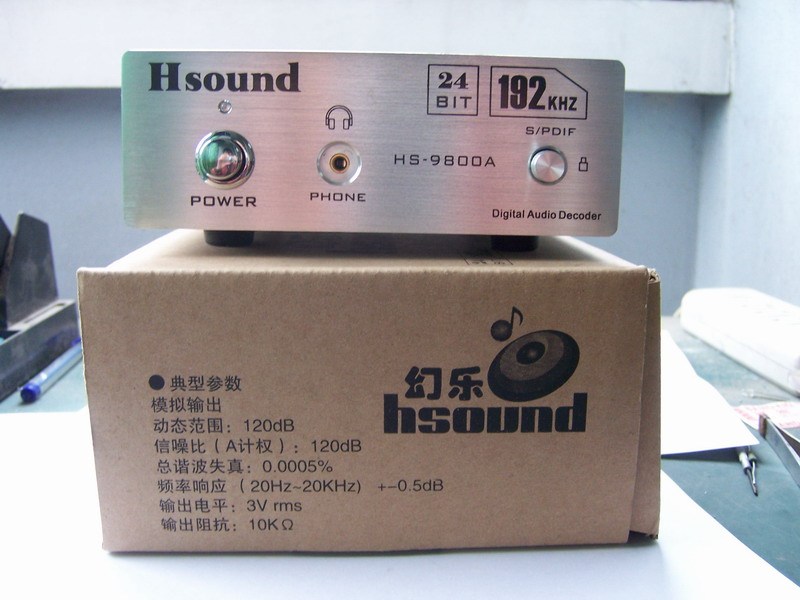 Hsound
24
BIT
192KHZ
S/PDIF
HS-9800A
POWER
PHONE
Digital Audio Decoder
幻乐
hsound
● 典型参数
模拟输出
动态范围：120dB
信噪比（A计权）：120dB
总谐波失真：0.0005%
频率响应（20Hz~20KHz) +-0.5dB
输出电平：3V rms
输出阻抗：10KΩ